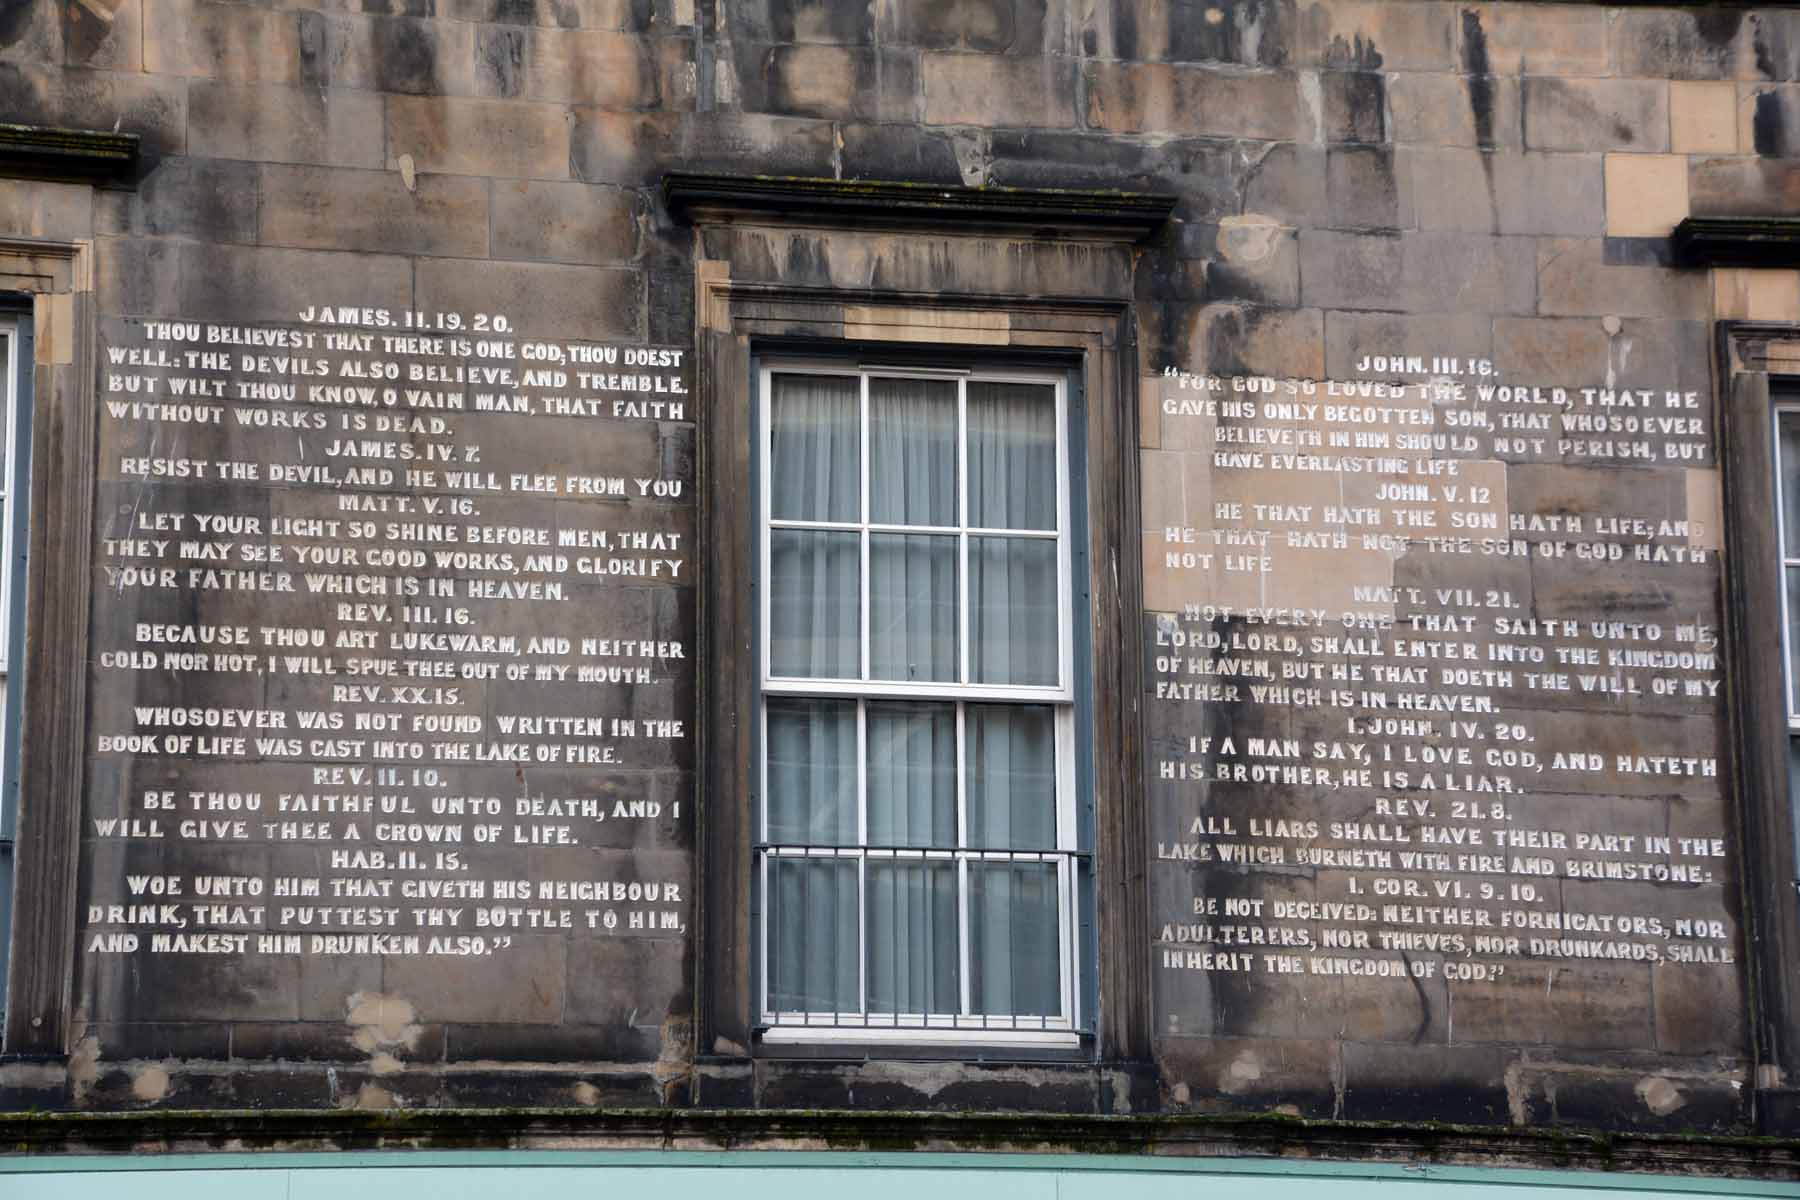 JAMES. II. 19. 20.
THOU BELIEVEST THAT THERE IS ONE GOD; THOU DOEST
WELL: THE DEVILS ALSO BELIEVE, AND TREMBLE.
BUT WILT THOU KNOW, O VAIN MAN, THAT FAITH
WITHOUT WORKS IS DEAD.
JAMES. IV. 7.
RESIST THE DEVIL, AND HE WILL FLEE FROM YOU
MATT. V. 16.
LET YOUR LIGHT SO SHINE BEFORE MEN, THAT
THEY MAY SEE YOUR GOOD WORKS, AND GLORIFY
YOUR FATHER WHICH IS IN HEAVEN.
REV. III. 16.
BECAUSE THOU ART LUKEWARM, AND NEITHER
COLD NOR HOT, I WILL SPUE THEE OUT OF MY MOUTH.
REV. XX. 15.
WHOSOEVER WAS NOT FOUND WRITTEN IN THE
BOOK OF LIFE WAS CAST INTO THE LAKE OF FIRE.
REV. II. 10.
BE THOU FAITHFUL UNTO DEATH, AND I
WILL GIVE THEE A CROWN OF LIFE.
HAB. II. 15.
WOE UNTO HIM THAT GIVETH HIS NEIGHBOUR
DRINK, THAT PUTTEST THY BOTTLE TO HIM,
AND MAKEST HIM DRUNKEN ALSO."
JOHN. III. 16.
"FOR GOD SO LOVED THE WORLD, THAT HE
GAVE HIS ONLY BEGOTTEN SON, THAT WHOSOEVER
BELIEVETH IN HIM SHOULD NOT PERISH, BUT
HAVE EVERLASTING LIFE
JOHN. V. 12
HE THAT HATH THE SON HATH LIFE; AND
HE THAT HATH NOT THE SON OF GOD HATH
NOT LIFE
MATT. VII. 21.
NOT EVERY ONE THAT SAITH UNTO ME,
LORD, LORD, SHALL ENTER INTO THE KINGDOM
OF HEAVEN, BUT HE THAT DOETH THE WILL OF MY
FATHER WHICH IS IN HEAVEN.
I. JOHN. IV. 20.
IF A MAN SAY, I LOVE GOD, AND HATETH
HIS BROTHER, HE IS A LIAR.
REV. 21. 8.
ALL LIARS SHALL HAVE THEIR PART IN THE
LAKE WHICH BURNETH WITH FIRE AND BRIMSTONE:
I. COR. VI. 9. 10.
BE NOT DECEIVED: NEITHER FORNICATORS, NOR
ADULTERERS, NOR THIEVES, NOR DRUNKARDS, SHALL
INHERIT THE KINGDOM OF GOD."